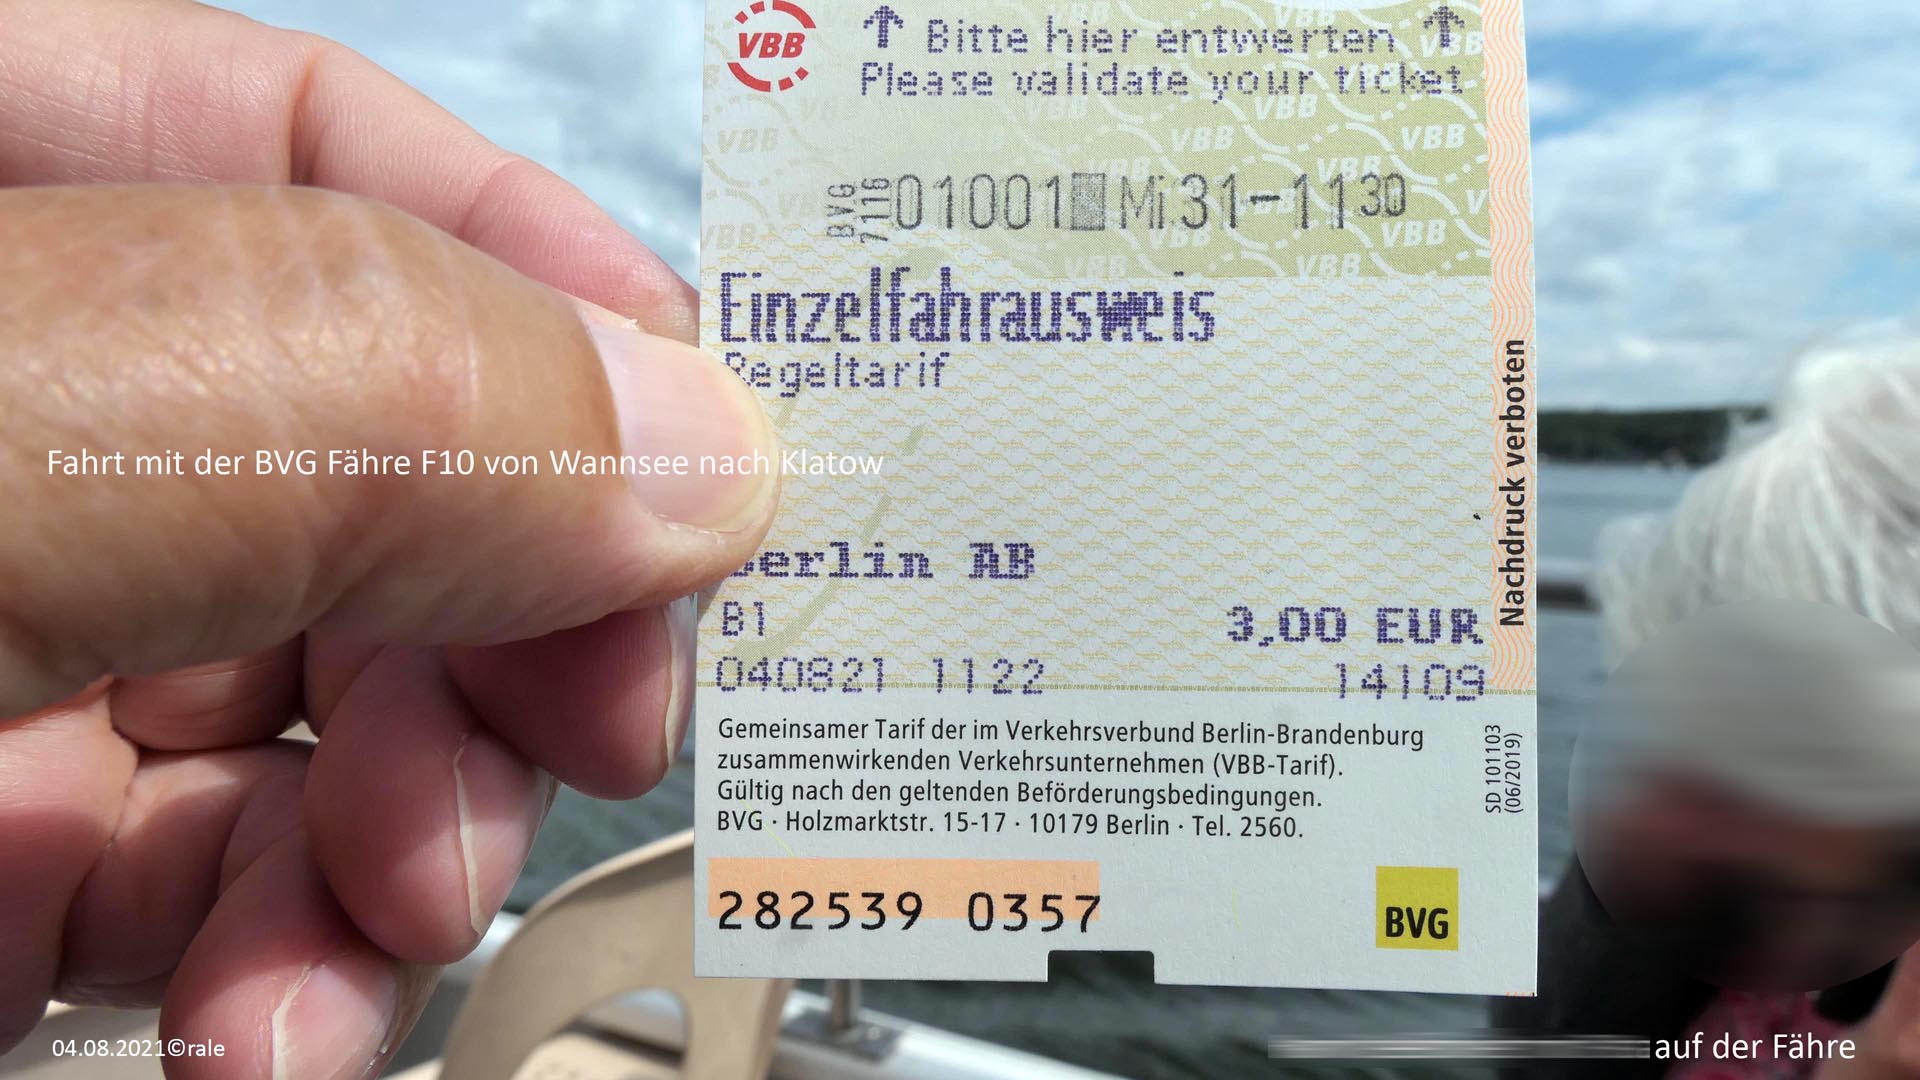 VBB
↑ Bitte hier entwerten ↑
Please validate your ticket
BVG
7116
01001 Mi 31-11 30
Einzelfahrausweis
Regeltarif
Nachdruck verboten
Fahrt mit der BVG Fähre F10 von Wannsee nach Klatow
Berlin AB
B1
3,00 EUR
040821 1122
14109
Gemeinsamer Tarif der im Verkehrsverbund Berlin-Brandenburg
zusammenwirkenden Verkehrsunternehmen (VBB-Tarif).
Gültig nach den geltenden Beförderungsbedingungen.
BVG · Holzmarktstr. 15-17 · 10179 Berlin · Tel. 2560.
SD 101103
(06/2019)
282539 0357
BVG
04.08.2021©rale
auf der Fähre